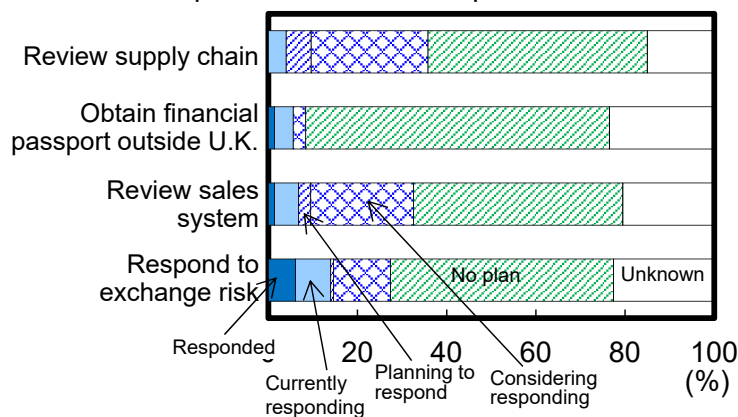 Review supply chain
Obtain financial
passport outside U.K.
Review sales
system
Respond to
exchange risk
No plan
Unknown
20
40
60
80
100
(%)
Responded
Currently
responding
Planning to
respond
Considering
responding